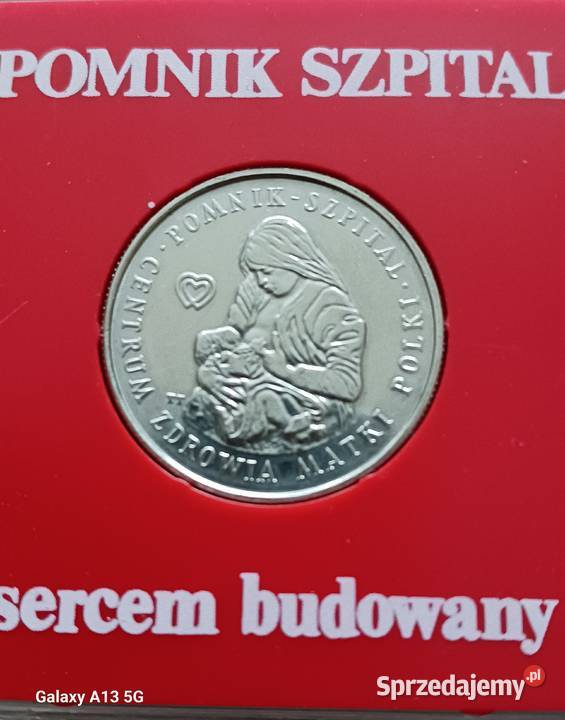 POMNIK SZPITAL
· POMNIK-SZPITAL · CENTRUM ZDROWIA MATKI POLKI
sercem budowany
Galaxy A13 5G
Sprzedajemy.pl